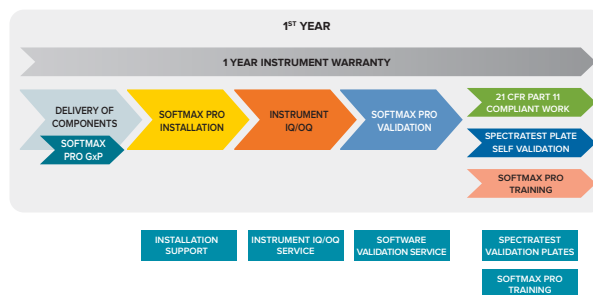 1ST YEAR
1 YEAR INSTRUMENT WARRANTY
DELIVERY OF
COMPONENTS
SOFTMAX
PRO GxP
SOFTMAX PRO
INSTALLATION
INSTRUMENT
IQ/OQ
SOFTMAX PRO
VALIDATION
21 CFR PART 11
COMPLIANT WORK
SPECTRATEST PLATE
SELF VALIDATION
SOFTMAX PRO
TRAINING
INSTALLATION
SUPPORT
INSTRUMENT IQ/OQ
SERVICE
SOFTWARE
VALIDATION SERVICE
SPECTRATEST
VALIDATION PLATES
SOFTMAX PRO
TRAINING